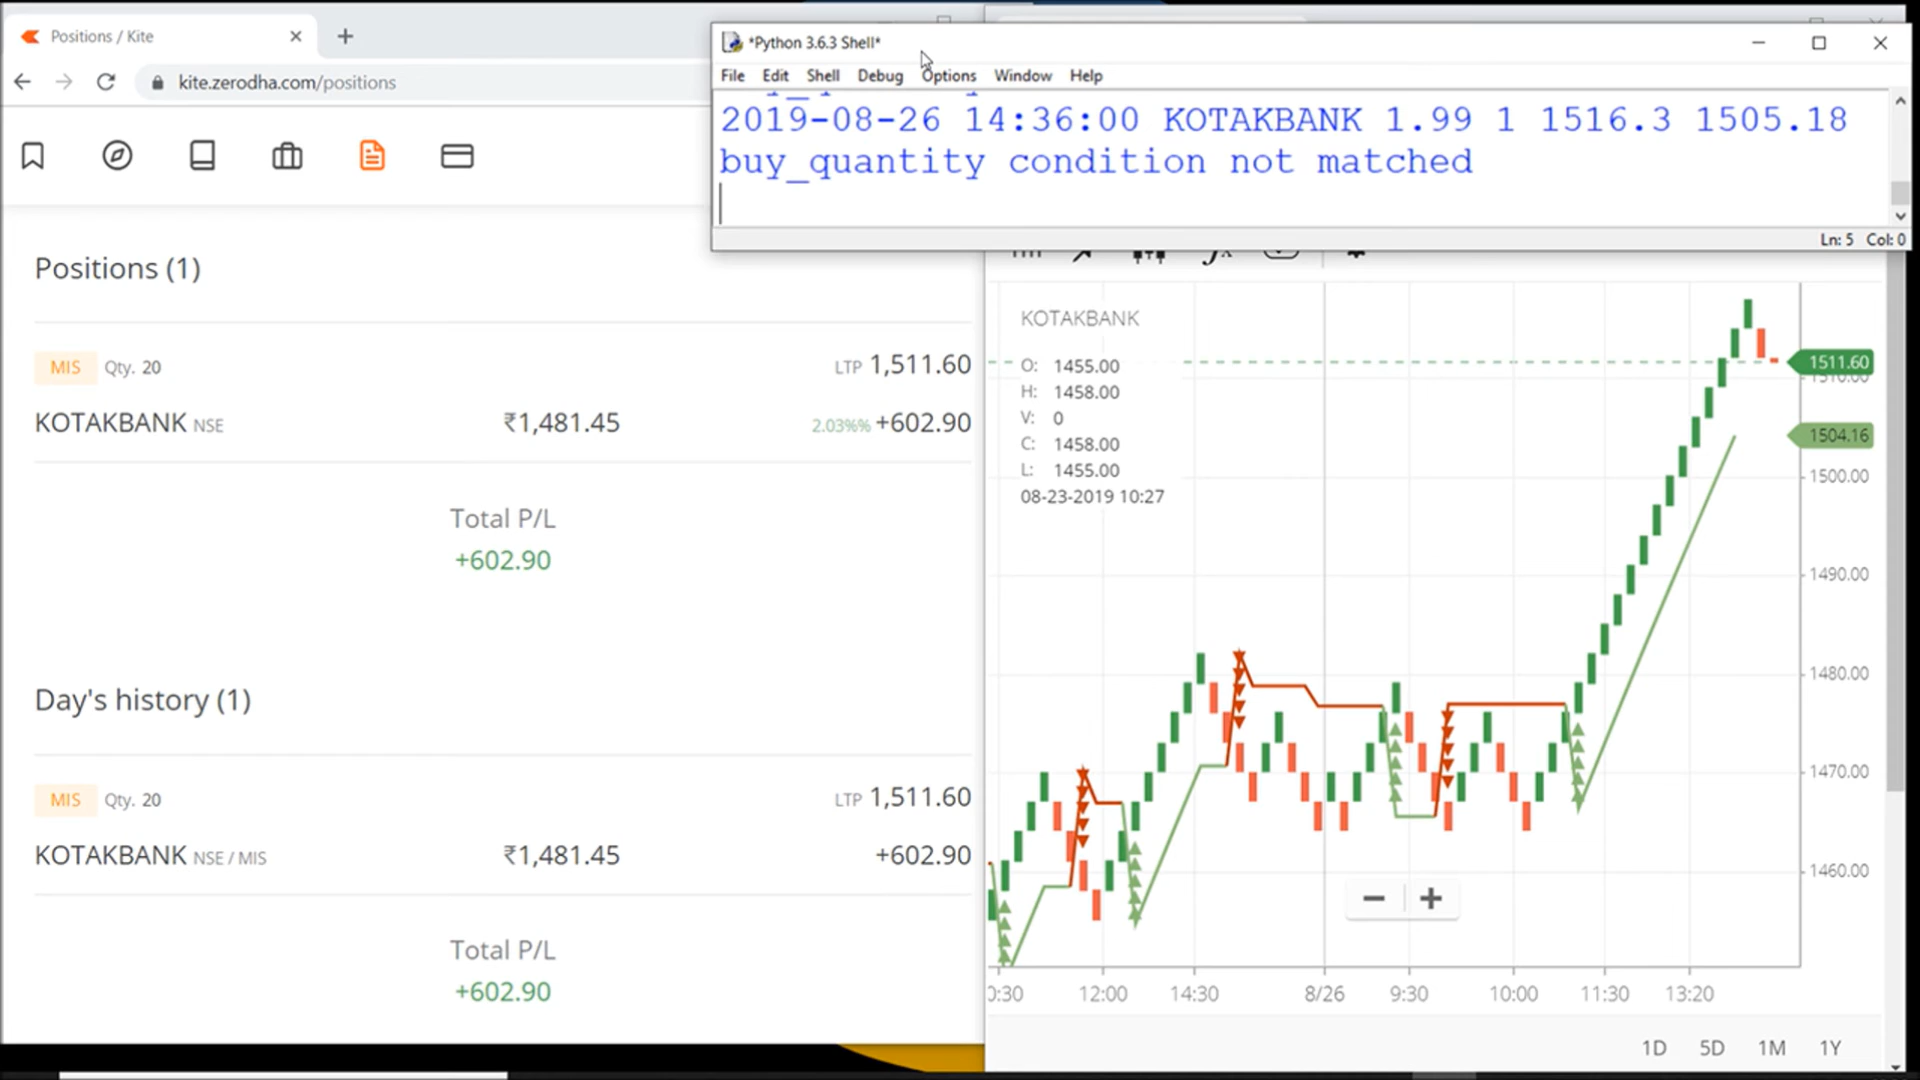 Positions / Kite
kite.zerodha.com/positions
*Python 3.6.3 Shell*
File Edit Shell Debug Options Window Help
2019-08-26 14:36:00 KOTAKBANK 1.99 1 1516.3 1505.18
buy_quantity condition not matched
Ln: 5 Col: 0
Positions (1)
MIS Qty. 20 LTP 1,511.60
KOTAKBANK NSE ₹1,481.45 2.03%% +602.90
Total P/L
+602.90
Day's history (1)
MIS Qty. 20 LTP 1,511.60
KOTAKBANK NSE / MIS ₹1,481.45 +602.90
Total P/L
+602.90
KOTAKBANK
O: 1455.00
H: 1458.00
V: 0
C: 1458.00
L: 1455.00
08-23-2019 10:27
1511.60
1510.00
1504.16
1500.00
1490.00
1480.00
1470.00
1460.00
0:30 12:00 14:30 8/26 9:30 10:00 11:30 13:20
1D 5D 1M 1Y